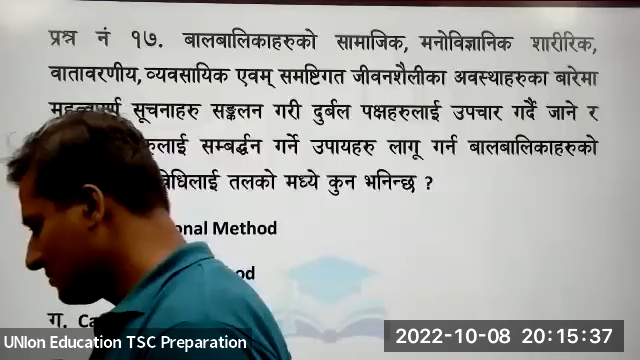 प्रश्न नं १७. बालबालिकाहरुको सामाजिक, मनोविज्ञानिक शारीरिक,
वातावरणीय, व्यवसायिक एवम् समष्टिगत जीवनशैलीका अवस्थाहरुका बारेमा
महत्वपूर्ण सूचनाहरु सङ्कलन गरी दुर्बल पक्षहरुलाई उपचार गर्दै जाने र
सम्बर्द्धन गर्ने उपायहरु लागू गर्न बालबालिकाहरुको
तलको मध्ये कुन भनिन्छ ?
Method
ग.
UNIon Education TSC Preparation
2022-10-08 20:15:37